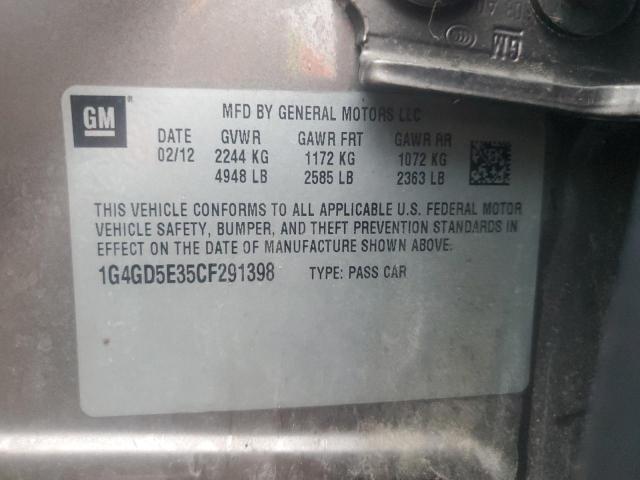 GM
GM
MFD BY GENERAL MOTORS LLC
DATE GVWR GAWR FRT GAWR RR
02/12 2244 KG 1172 KG 1072 KG
4948 LB 2585 LB 2363 LB
THIS VEHICLE CONFORMS TO ALL APPLICABLE U.S. FEDERAL MOTOR
VEHICLE SAFETY, BUMPER, AND THEFT PREVENTION STANDARDS IN
EFFECT ON THE DATE OF MANUFACTURE SHOWN ABOVE.
1G4GD5E35CF291398 TYPE: PASS CAR